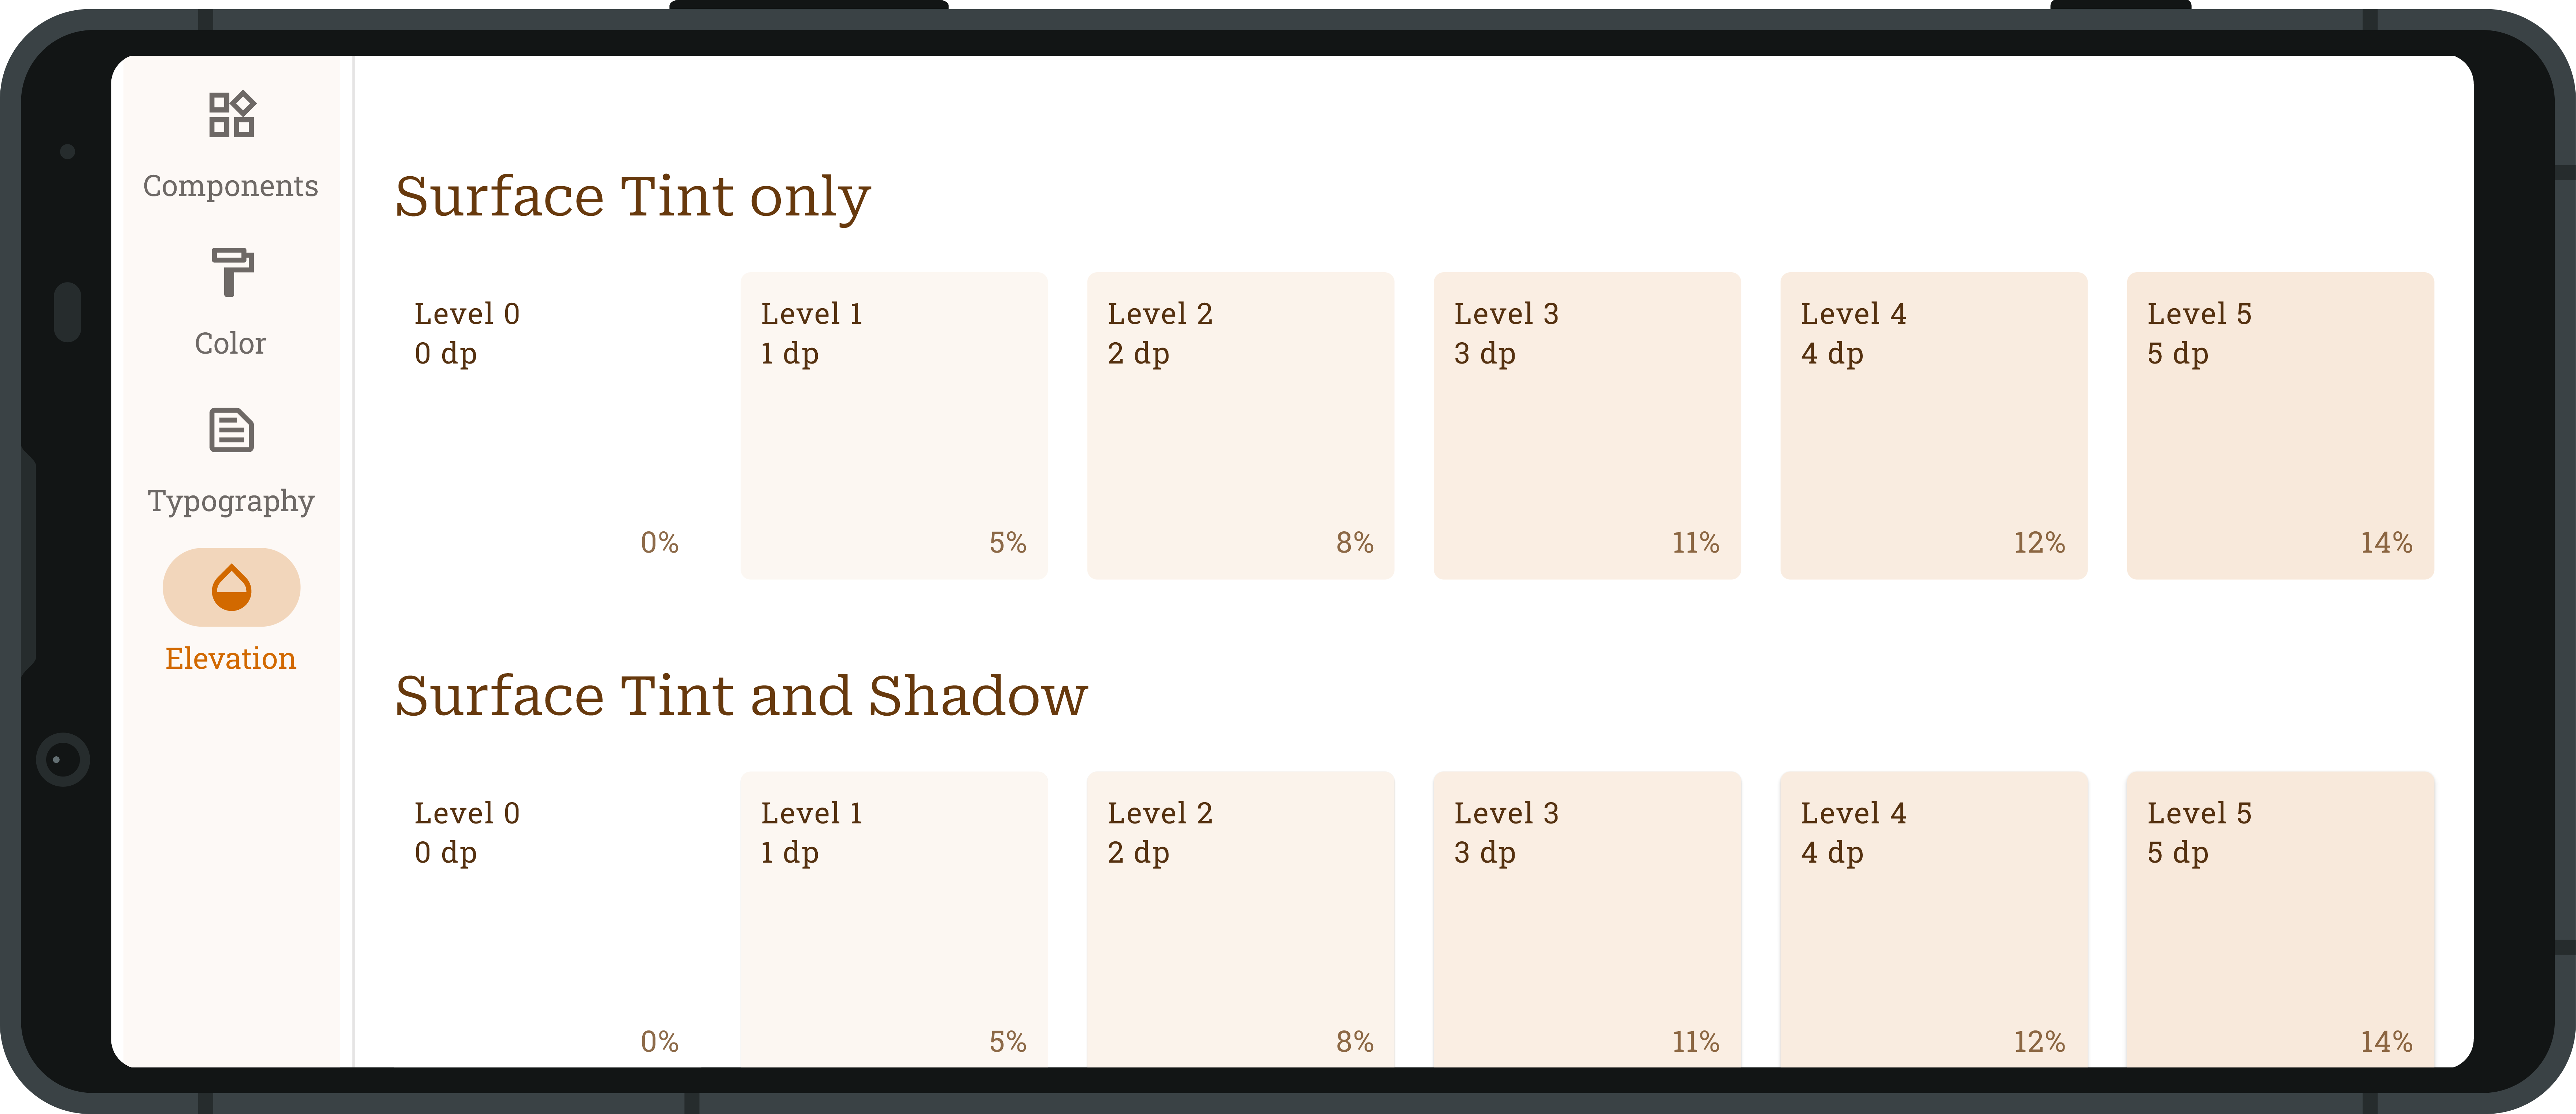 Components
Color
Typography
Elevation
Surface Tint only
Level 0
0 dp
0%
Level 1
1 dp
5%
Level 2
2 dp
8%
Level 3
3 dp
11%
Level 4
4 dp
12%
Level 5
5 dp
14%
Surface Tint and Shadow
Level 0
0 dp
0%
Level 1
1 dp
5%
Level 2
2 dp
8%
Level 3
3 dp
11%
Level 4
4 dp
12%
Level 5
5 dp
14%